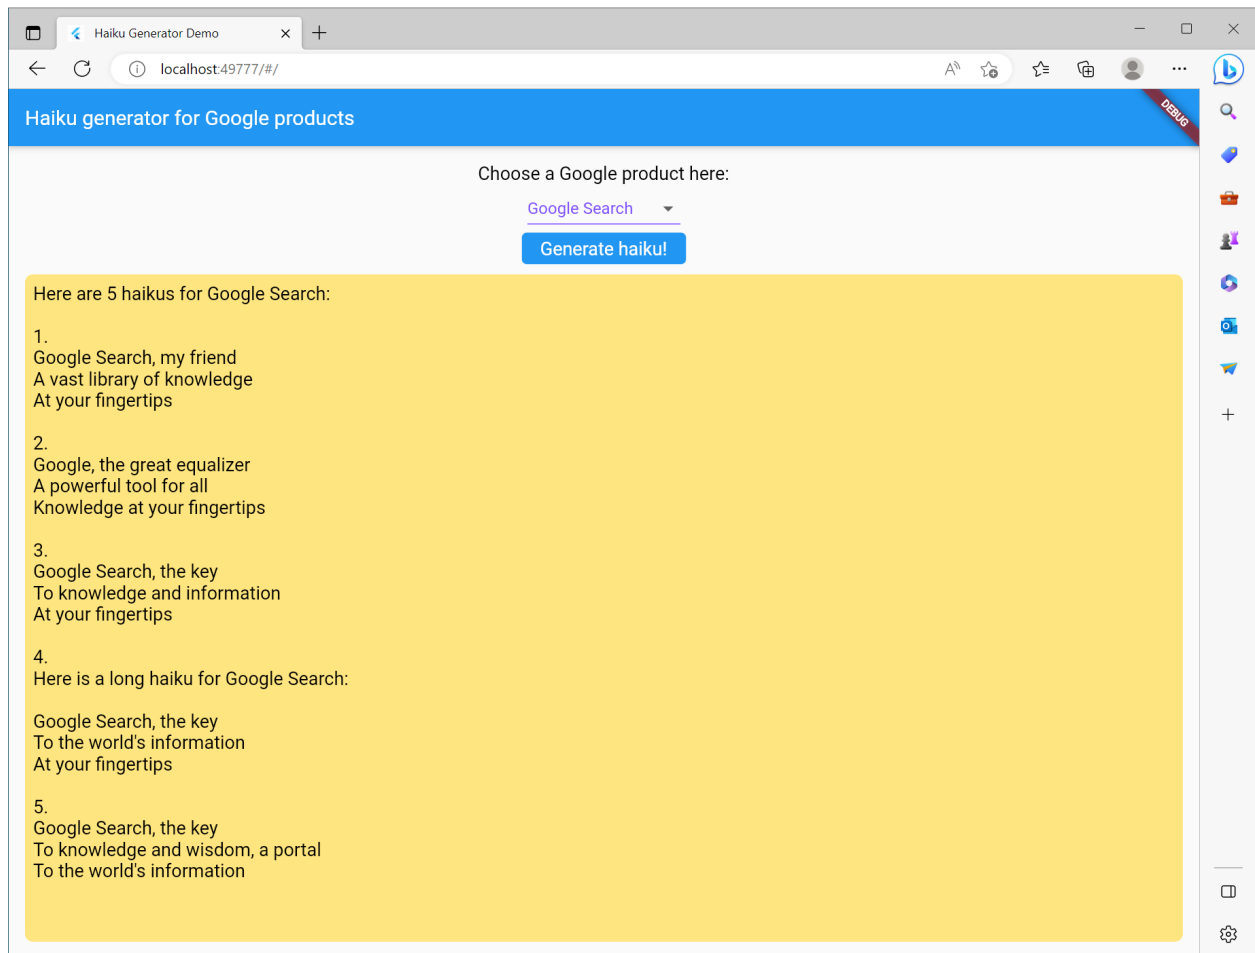 Haiku Generator Demo
localhost:49777/#/
Haiku generator for Google products
DEBUG
Choose a Google product here:
Google Search
Generate haiku!
Here are 5 haikus for Google Search:
1.
Google Search, my friend
A vast library of knowledge
At your fingertips
2.
Google, the great equalizer
A powerful tool for all
Knowledge at your fingertips
3.
Google Search, the key
To knowledge and information
At your fingertips
4.
Here is a long haiku for Google Search:
Google Search, the key
To the world's information
At your fingertips
5.
Google Search, the key
To knowledge and wisdom, a portal
To the world's information